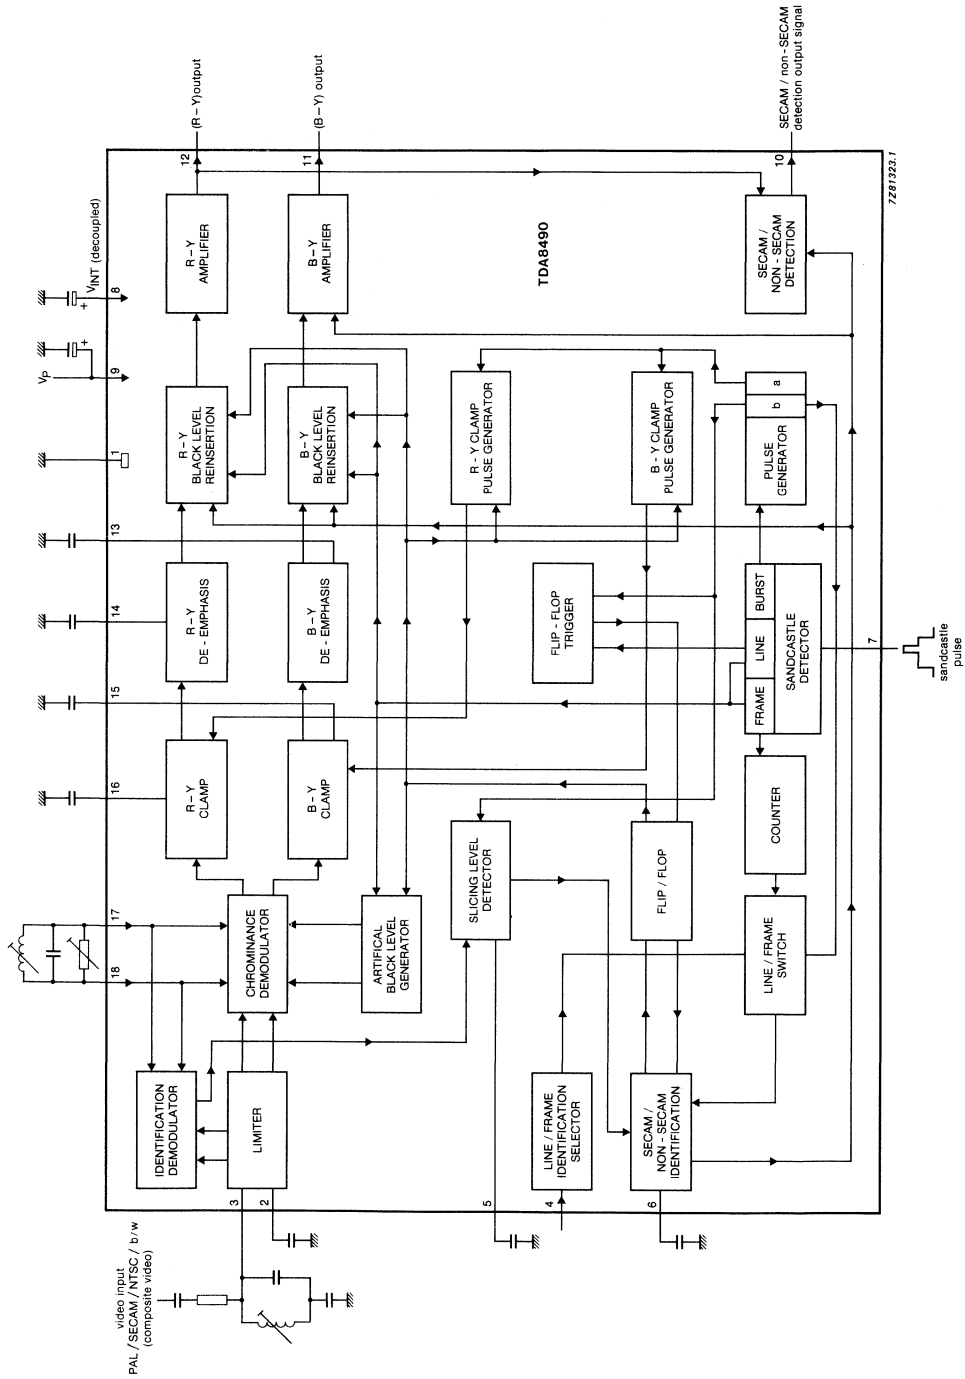 video input
PAL / SECAM / NTSC / b/w
(composite video)
3
2
5
4
6
18
17
16
15
14
13
1
9
VP
+
8
VINT (decoupled)
+
12
(R – Y) output
11
(B – Y) output
10
SECAM / non-SECAM
detection output signal
7
sandcastle
pulse
IDENTIFICATION
DEMODULATOR
LIMITER
CHROMINANCE
DEMODULATOR
ARTIFICAL
BLACK LEVEL
GENERATOR
R – Y
CLAMP
B – Y
CLAMP
R – Y
DE - EMPHASIS
B – Y
DE - EMPHASIS
R – Y
BLACK LEVEL
REINSERTION
B – Y
BLACK LEVEL
REINSERTION
R – Y
AMPLIFIER
B – Y
AMPLIFIER
TDA8490
SLICING LEVEL
DETECTOR
R - Y CLAMP
PULSE GENERATOR
B - Y CLAMP
PULSE GENERATOR
FLIP - FLOP
TRIGGER
LINE / FRAME
IDENTIFICATION
SELECTOR
SECAM /
NON - SECAM
IDENTIFICATION
FLIP / FLOP
LINE / FRAME
SWITCH
COUNTER
FRAME
LINE
BURST
SANDCASTLE
DETECTOR
PULSE
GENERATOR
b
a
SECAM /
NON - SECAM
DETECTION
7Z81323.1